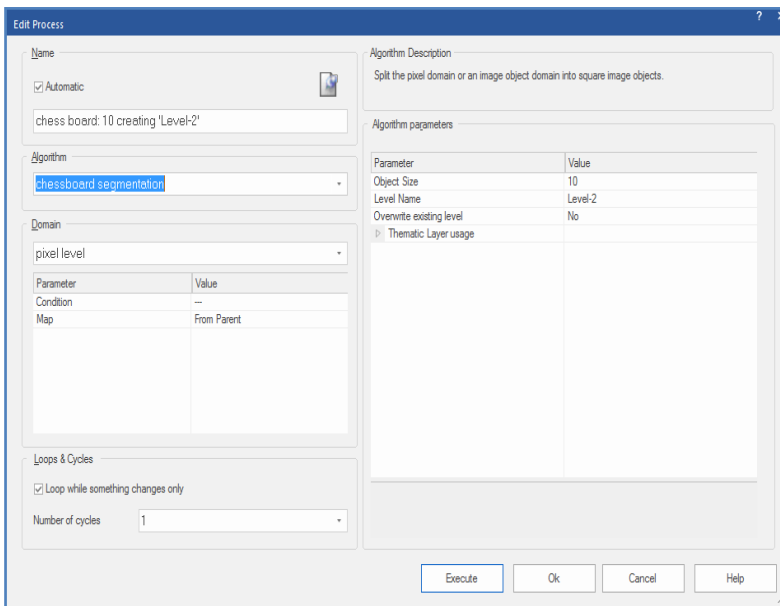 Edit Process
?
Name
Automatic
chess board: 10 creating 'Level-2'
Algorithm
chessboard segmentation
Domain
pixel level
Parameter Value
Condition ---
Map From Parent
Loops & Cycles
Loop while something changes only
Number of cycles 1
Algorithm Description
Split the pixel domain or an image object domain into square image objects.
Algorithm parameters
Parameter Value
Object Size 10
Level Name Level-2
Overwrite existing level No
Thematic Layer usage
Execute Ok Cancel Help